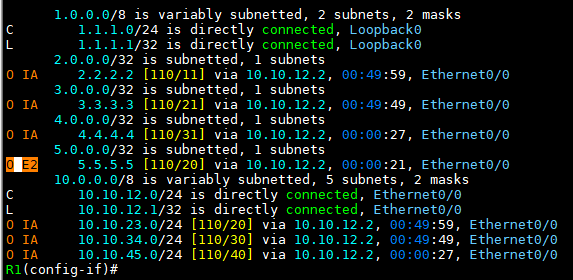 1.0.0.0/8 is variably subnetted, 2 subnets, 2 masks
C 1.1.1.0/24 is directly connected, Loopback0
L 1.1.1.1/32 is directly connected, Loopback0
2.0.0.0/32 is subnetted, 1 subnets
O IA 2.2.2.2 [110/11] via 10.10.12.2, 00:49:59, Ethernet0/0
3.0.0.0/32 is subnetted, 1 subnets
O IA 3.3.3.3 [110/21] via 10.10.12.2, 00:49:49, Ethernet0/0
4.0.0.0/32 is subnetted, 1 subnets
O IA 4.4.4.4 [110/31] via 10.10.12.2, 00:00:27, Ethernet0/0
5.0.0.0/32 is subnetted, 1 subnets
O E2 5.5.5.5 [110/20] via 10.10.12.2, 00:00:21, Ethernet0/0
10.0.0.0/8 is variably subnetted, 5 subnets, 2 masks
C 10.10.12.0/24 is directly connected, Ethernet0/0
L 10.10.12.1/32 is directly connected, Ethernet0/0
O IA 10.10.23.0/24 [110/20] via 10.10.12.2, 00:49:59, Ethernet0/0
O IA 10.10.34.0/24 [110/30] via 10.10.12.2, 00:49:49, Ethernet0/0
O IA 10.10.45.0/24 [110/40] via 10.10.12.2, 00:00:27, Ethernet0/0
R1(config-if)#